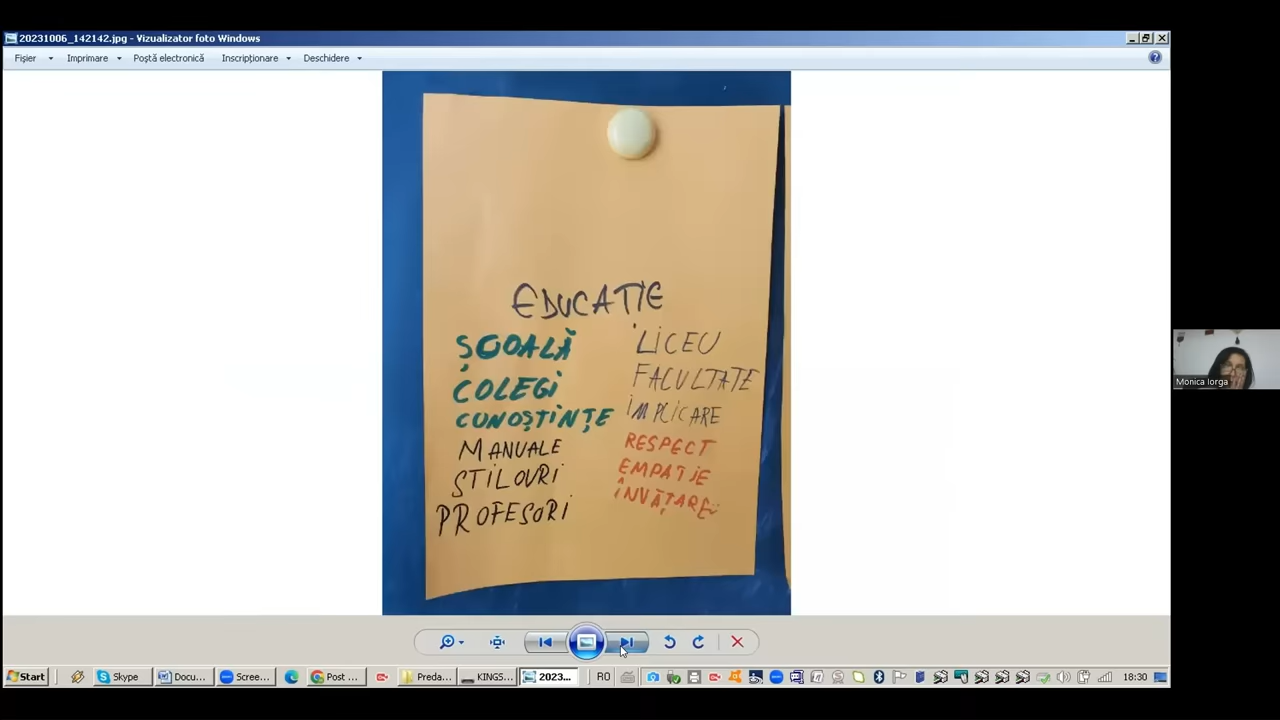 20231006_142142.jpg - Vizualizator foto Windows
Fișier Imprimare Poștă electronică Inscripționare Deschidere
EDUCAȚIE
ȘCOALĂ
COLEGI
CONOȘTINȚE
MANUALE
STILOURI
PROFESORI
LICEU
FACULTATE
IMPLICARE
RESPECT
EMPATIE
ÎNVĂȚARE
Monica Iorga
Start Skype Docu... Scree... Post ... Preda... KINGS... 2023... RO 18:30